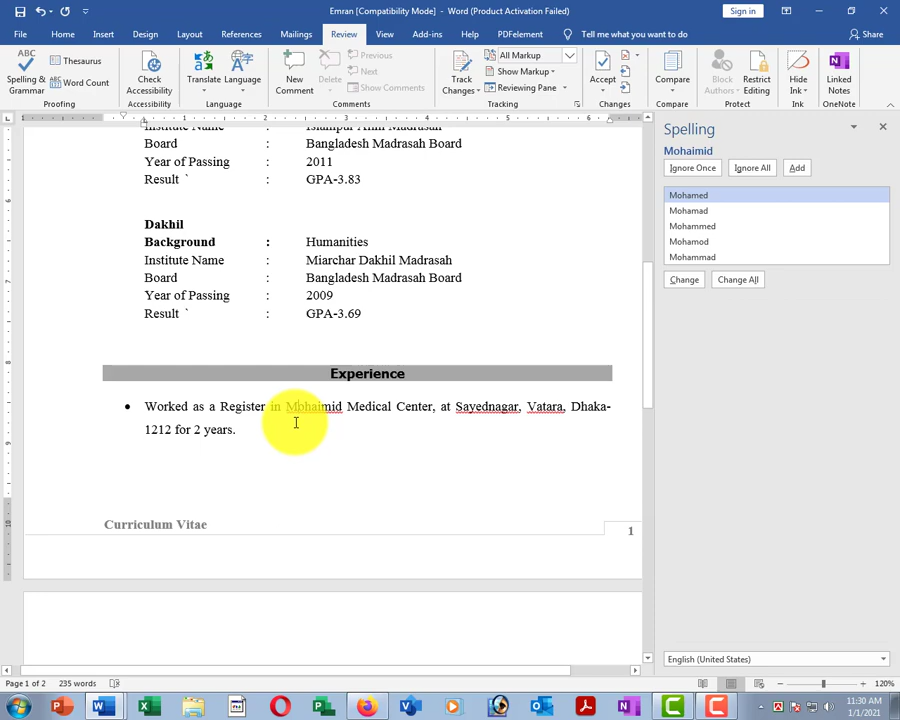 Emran [Compatibility Mode] - Word (Product Activation Failed)
Sign in
File Home Insert Design Layout References Mailings Review View Add-ins Help PDFelement Tell me what you want to do Share
ABC
Spelling &
Grammar
Thesaurus
Word Count
Proofing
Check
Accessibility
Accessibility
Translate
Language
Language
New
Comment
Delete
Previous
Next
Show Comments
Comments
Track
Changes
All Markup
Show Markup
Reviewing Pane
Tracking
Accept
Changes
Compare
Compare
Block
Authors
Restrict
Editing
Protect
Hide
Ink
Ink
Linked
Notes
OneNote
Institute Name : Islampur Alim Madrasah
Board : Bangladesh Madrasah Board
Year of Passing : 2011
Result ` : GPA-3.83
Dakhil
Background : Humanities
Institute Name : Miarchar Dakhil Madrasah
Board : Bangladesh Madrasah Board
Year of Passing : 2009
Result ` : GPA-3.69
Experience
• Worked as a Register in Mohaimid Medical Center, at Sayednagar, Vatara, Dhaka-
1212 for 2 years.
Curriculum Vitae
1
Spelling
Mohaimid
Ignore Once Ignore All Add
Mohamed
Mohamad
Mohammed
Mohamod
Mohammad
Change Change All
English (United States)
Page 1 of 2 235 words
120%
11:30 AM
1/1/2021